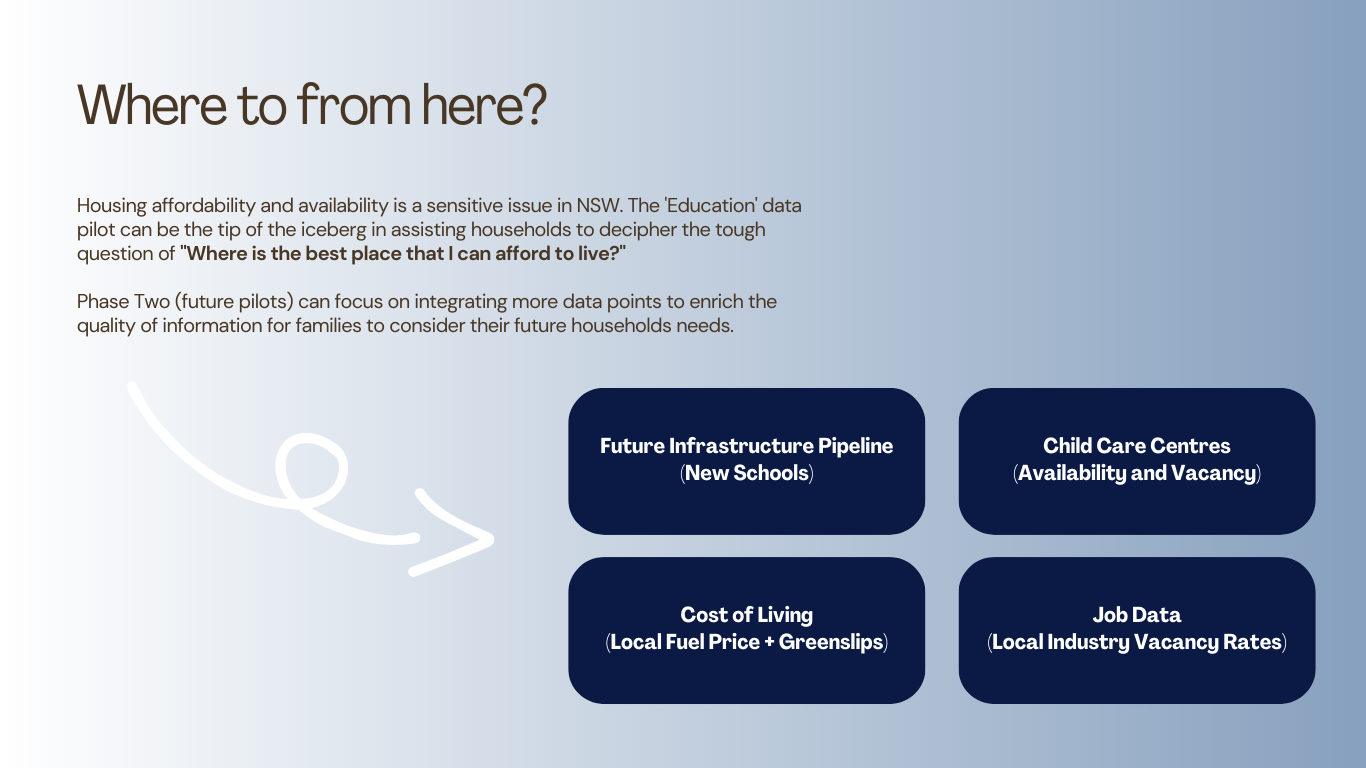 Where to from here?
Housing affordability and availability is a sensitive issue in NSW. The 'Education' data
pilot can be the tip of the iceberg in assisting households to decipher the tough
question of "Where is the best place that I can afford to live?"
Phase Two (future pilots) can focus on integrating more data points to enrich the
quality of information for families to consider their future households needs.
Future Infrastructure Pipeline
(New Schools)
Child Care Centres
(Availability and Vacancy)
Cost of Living
(Local Fuel Price + Greenslips)
Job Data
(Local Industry Vacancy Rates)